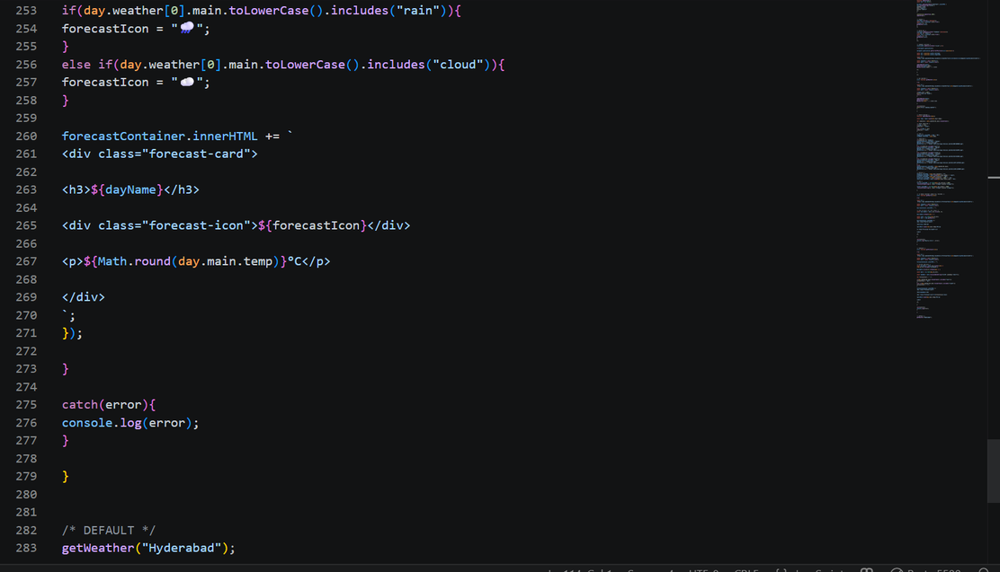 253 if(day.weather[0].main.toLowerCase().includes("rain")){
254 forecastIcon = "🌧️";
255 }
256 else if(day.weather[0].main.toLowerCase().includes("cloud")){
257 forecastIcon = "☁️";
258 }
259
260 forecastContainer.innerHTML += `
261 <div class="forecast-card">
262
263 <h3>${dayName}</h3>
264
265 <div class="forecast-icon">${forecastIcon}</div>
266
267 <p>${Math.round(day.main.temp)}°C</p>
268
269 </div>
270 `;
271 });
272
273 }
274
275 catch(error){
276 console.log(error);
277 }
278
279 }
280
281
282 /* DEFAULT */
283 getWeather("Hyderabad");